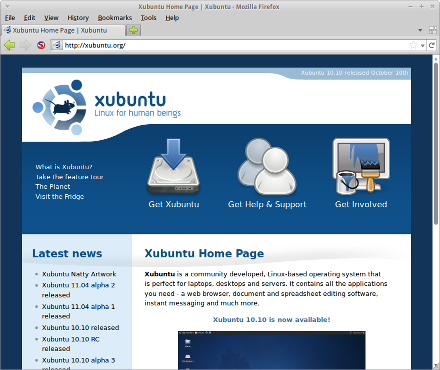 Xubuntu Home Page | Xubuntu - Mozilla Firefox
File Edit View History Bookmarks Tools Help
Xubuntu Home Page | Xubuntu
http://xubuntu.org/
Xubuntu 10.10 released October 10th
xubuntu
Linux for human beings
What is Xubuntu?
Take the feature tour
The Planet
Visit the Fridge
Get Xubuntu
Get Help & Support
Get Involved
Latest news
Xubuntu Natty Artwork
Xubuntu 11.04 alpha 2
released
Xubuntu 11.04 alpha 1
released
Xubuntu 10.10 released
Xubuntu 10.10 RC
released
Xubuntu 10.10 alpha 3
released
Xubuntu Home Page
Xubuntu is a community developed, Linux-based operating system that
is perfect for laptops, desktops and servers. It contains all the applications
you need - a web browser, document and spreadsheet editing software,
instant messaging and much more.
Xubuntu 10.10 is now available!